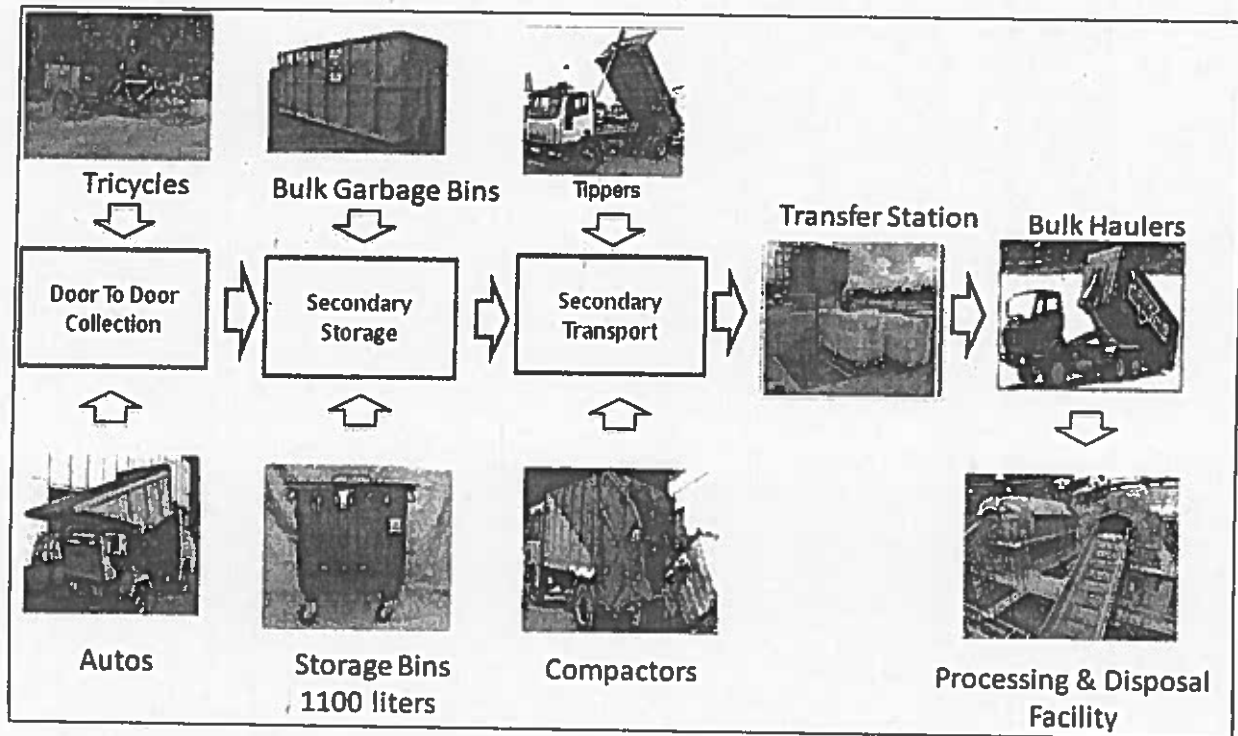 Tricycles
Bulk Garbage Bins
Tippers
Transfer Station
Bulk Haulers
Door To Door
Collection
Secondary
Storage
Secondary
Transport
Autos
Storage Bins
1100 liters
Compactors
Processing & Disposal
Facility